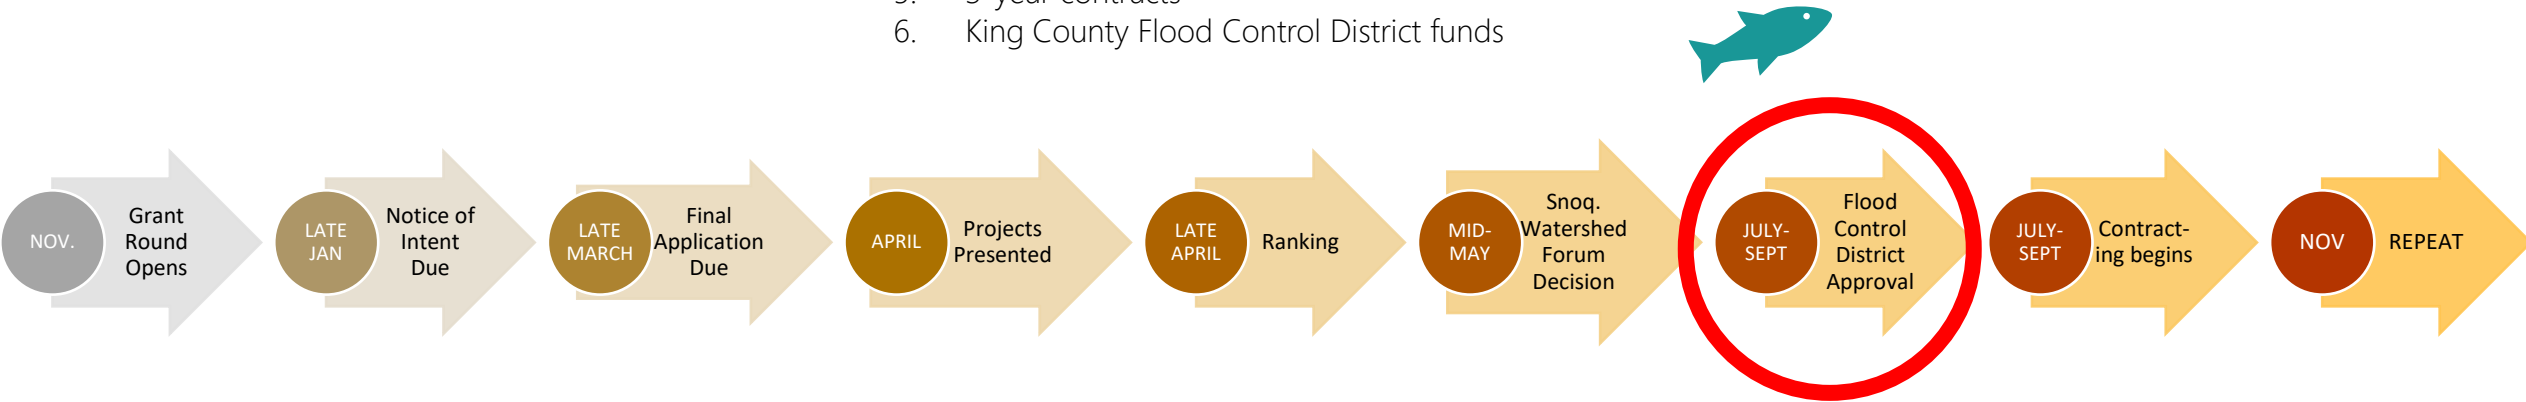 6. King County Flood Control District funds
NOV.
Grant
Round
Opens
LATE
JAN
Notice of
Intent
Due
LATE
MARCH
Final
Application
Due
APRIL
Projects
Presented
LATE
APRIL
Ranking
MID-
MAY
Snoq.
Watershed
Forum
Decision
JULY-
SEPT
Flood
Control
District
Approval
JULY-
SEPT
Contract-
ing begins
NOV
REPEAT